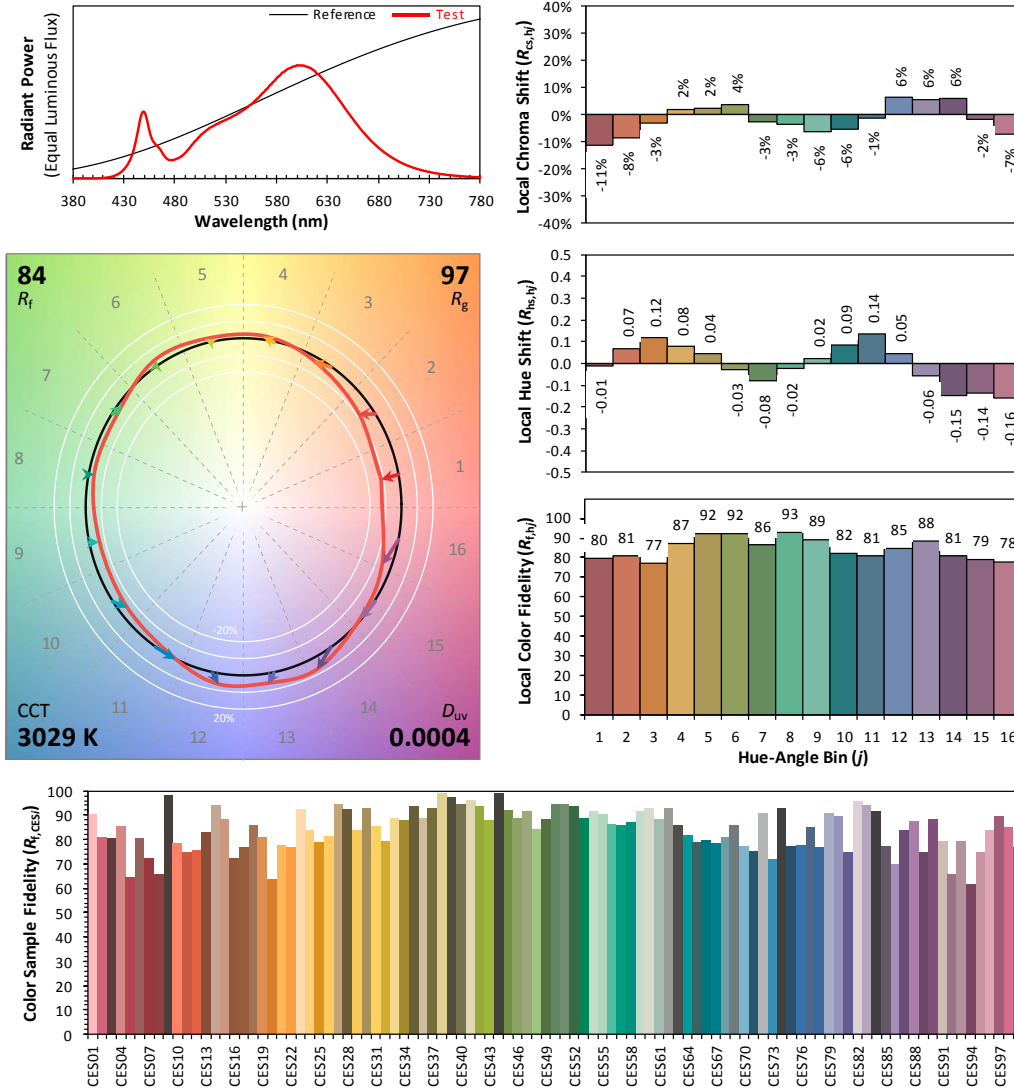 Reference Test
Radiant Power
(Equal Luminous Flux)
380 430 480 530 580 630 680 730 780
Wavelength (nm)
Local Chroma Shift (Rcs,hj)
40%
30%
20%
10%
0%
-10%
-20%
-30%
-40%
-11% -8% -3% 2% 2% 4% -3% -3% -6% -6% -1% 6% 6% 6% -2% -7%
84
Rf
97
Rg
5 4
6 3
7 2
8 1
9 16
10 15
11 14
12 13
-20%
20%
CCT
3029 K
Duv
0.0004
Local Hue Shift (Rhs,hj)
0.5
0.4
0.3
0.2
0.1
0.0
-0.1
-0.2
-0.3
-0.4
-0.5
-0.01 0.07 0.12 0.08 0.04 -0.03 -0.08 -0.02 0.02 0.09 0.14 0.05 -0.06 -0.15 -0.14 -0.16
Local Color Fidelity (Rf,hj)
100
90
80
70
60
50
40
30
20
10
0
80 81 77 87 92 92 86 93 89 82 81 85 88 81 79 78
1 2 3 4 5 6 7 8 9 10 11 12 13 14 15 16
Hue-Angle Bin (j)
Color Sample Fidelity (Rf,CESi)
100
90
80
70
60
50
40
30
20
10
0
CES01 CES04 CES07 CES10 CES13 CES16 CES19 CES22 CES25 CES28 CES31 CES34 CES37 CES40 CES43 CES46 CES49 CES52 CES55 CES58 CES61 CES64 CES67 CES70 CES73 CES76 CES79 CES82 CES85 CES88 CES91 CES94 CES97